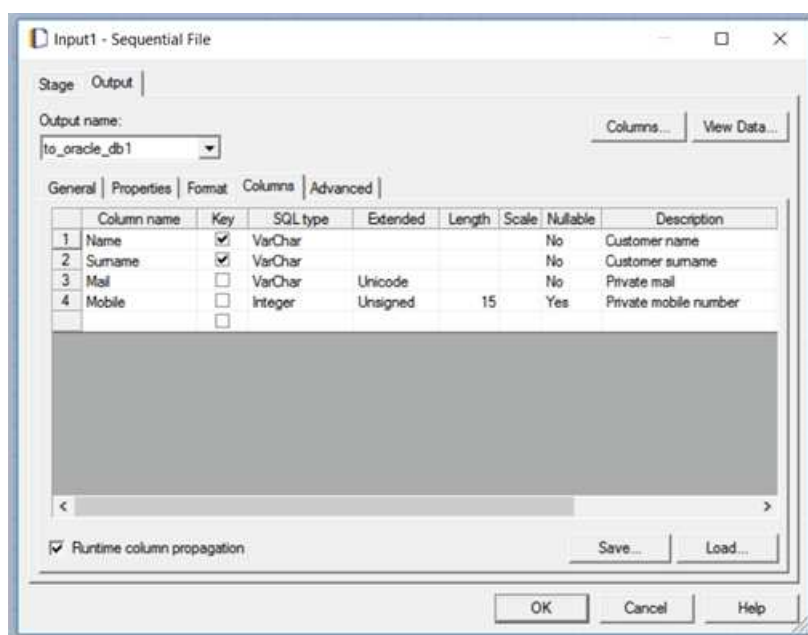 Input1 - Sequential File
Stage Output
Output name:
to_oracle_db1
Columns... View Data...
General Properties Format Columns Advanced
Column name Key SQL type Extended Length Scale Nullable Description
1 Name VarChar No Customer name
2 Surname VarChar No Customer surname
3 Mail VarChar Unicode No Private mail
4 Mobile Integer Unsigned 15 Yes Private mobile number
Runtime column propagation
Save... Load...
OK Cancel Help